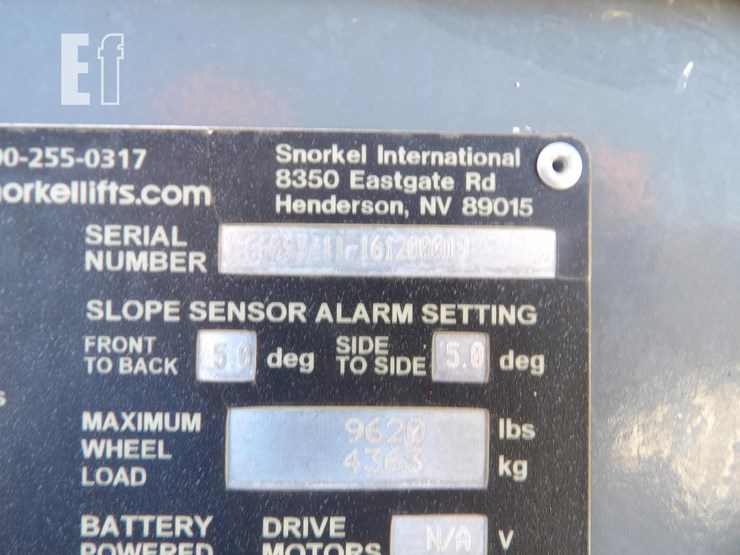 Ef
00-255-0317
norkellifts.com
Snorkel International
8350 Eastgate Rd
Henderson, NV 89015
SERIAL
NUMBER
SLOPE SENSOR ALARM SETTING
FRONT
TO BACK
5.0 deg
SIDE
TO SIDE
5.0 deg
MAXIMUM
WHEEL
LOAD
9620 lbs
4363 kg
BATTERY
POWERED
DRIVE
MOTORS
N/A V